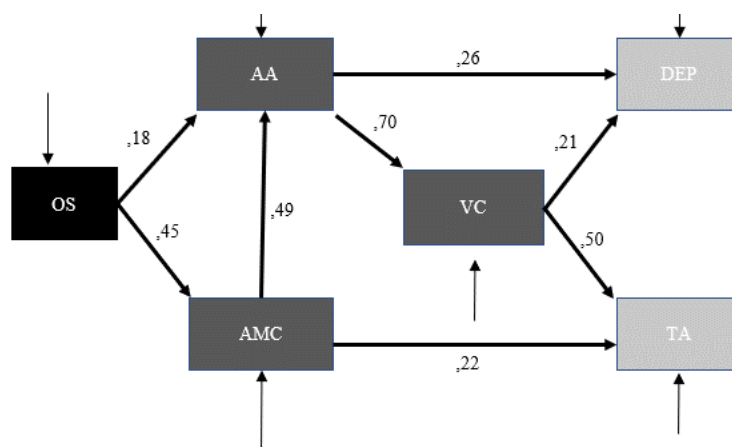 AA
,26
DEP
,18
,70
,21
OS
VC
,45
,49
,50
AMC
,22
TA